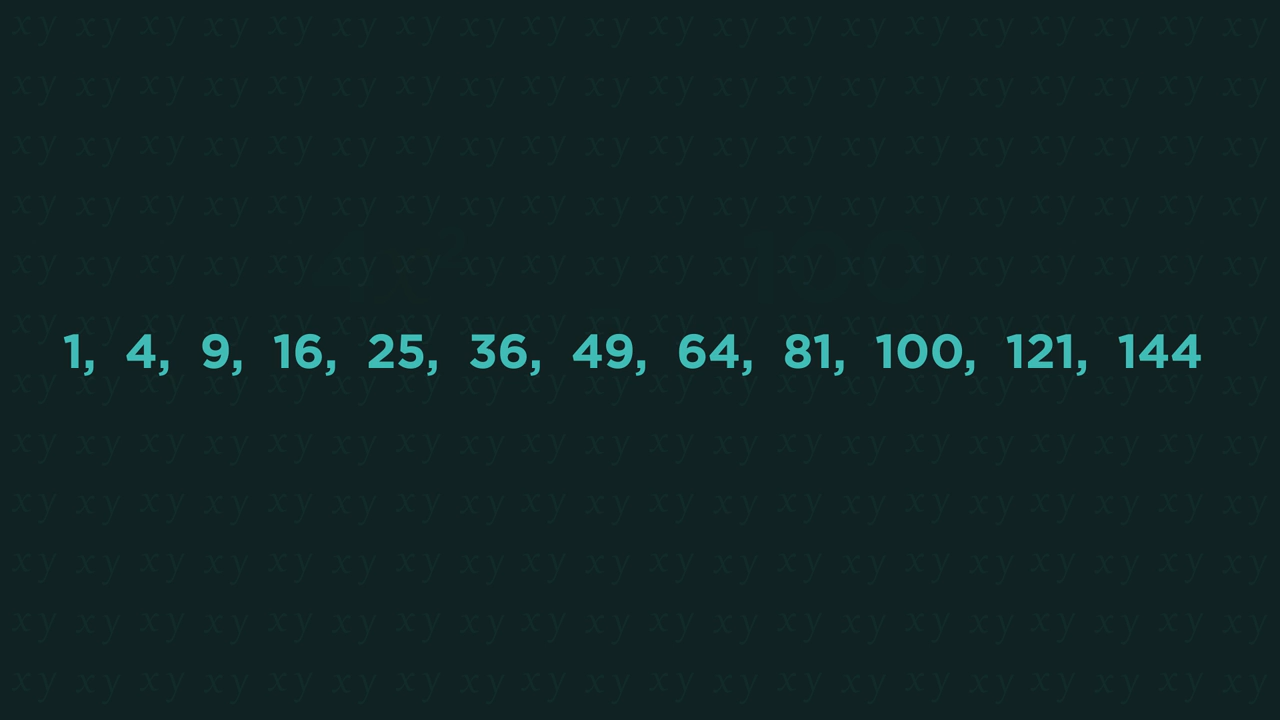 1, 4, 9, 16, 25, 36, 49, 64, 81, 100, 121, 144